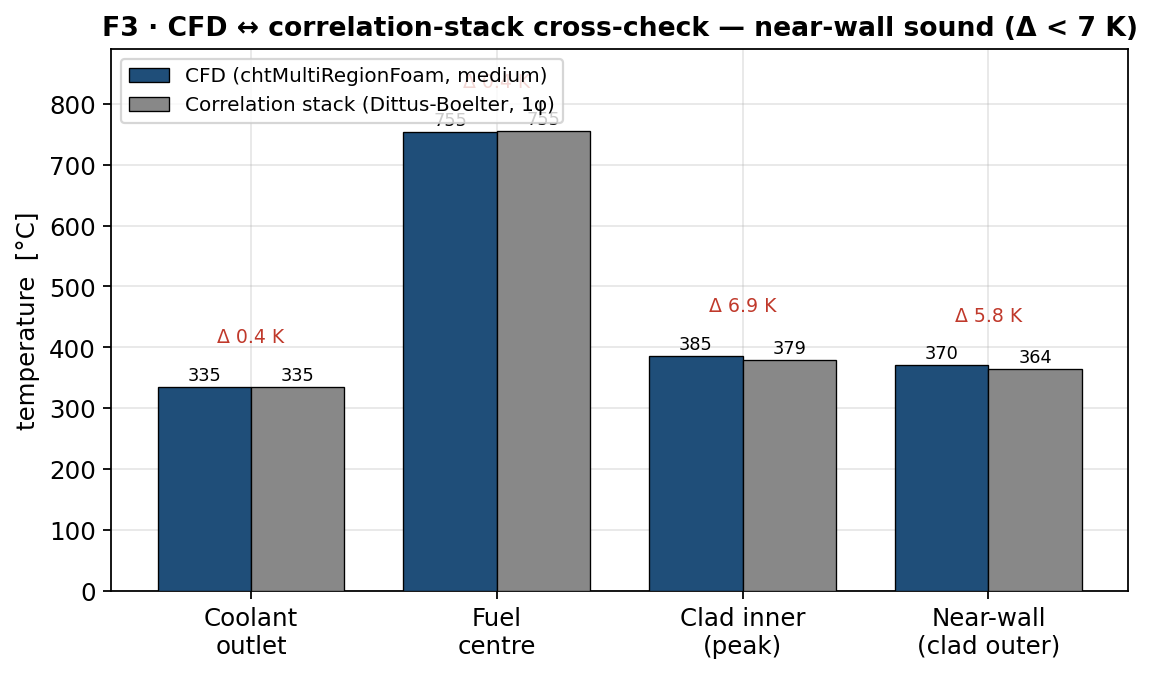 F3 · CFD ↔ correlation-stack cross-check — near-wall sound (Δ < 7 K)
CFD (chtMultiRegionFoam, medium)
Correlation stack (Dittus-Boelter, 1φ)
Δ 0.4 K
755 755
800
700
600
500
400
300
200
100
0
temperature [°C]
Δ 0.4 K
335 335
Δ 6.9 K
385 379
Δ 5.8 K
370 364
Coolant
outlet
Fuel
centre
Clad inner
(peak)
Near-wall
(clad outer)